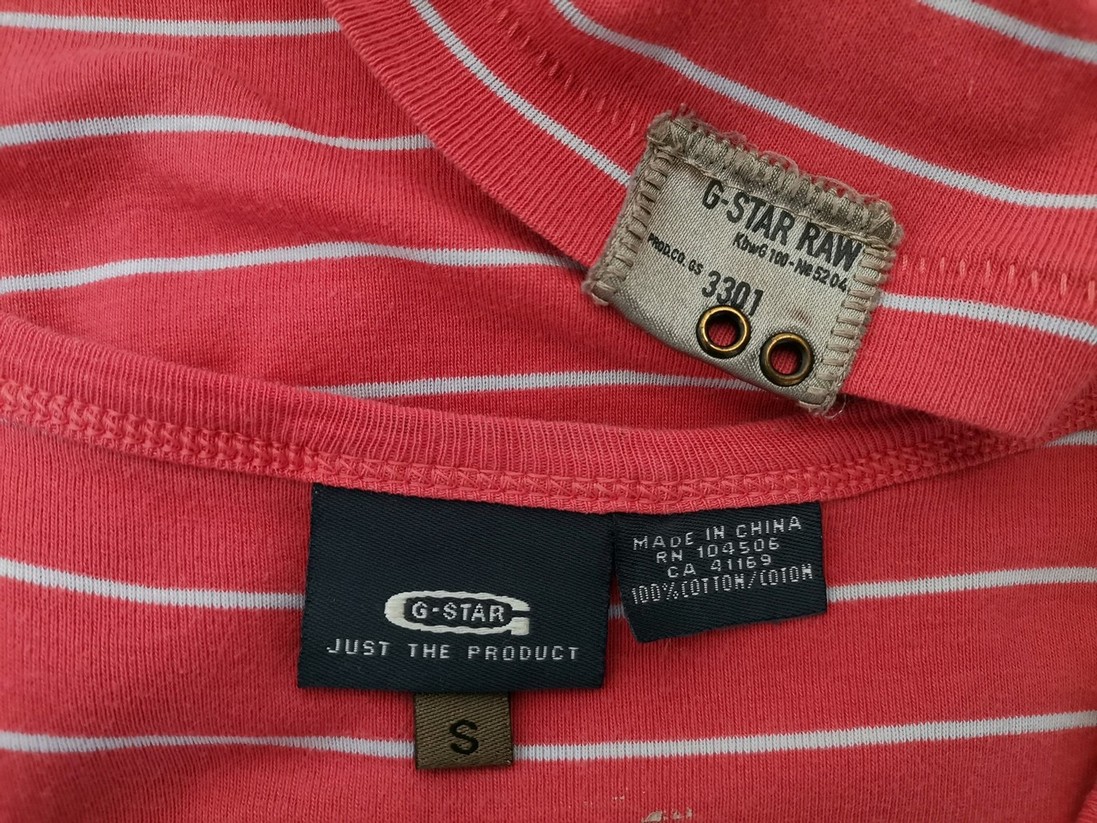 G-STAR RAW
KbwG 100-No 5204
PROD.CO. GS
3301
G-STAR
JUST THE PRODUCT
MADE IN CHINA
RN 104506
CA 41169
100% COTTON/COTON
S